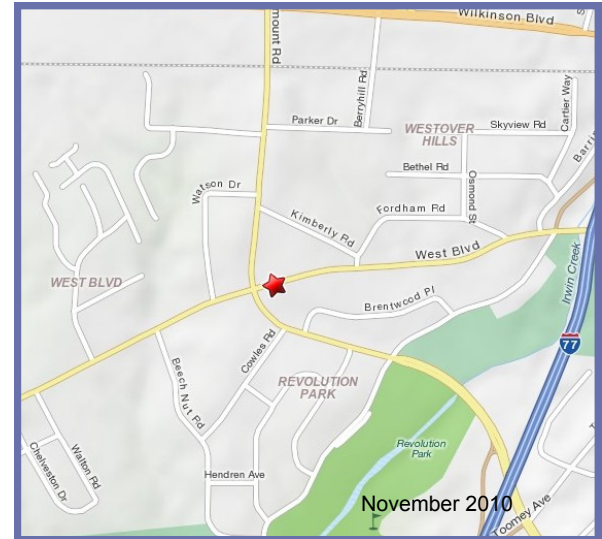 Wilkinson Blvd
mount Rd
Berryhill Rd
Cartier Way
Parker Dr
WESTOVER
HILLS
Skyview Rd
Bethel Rd
Osmond St
Barri
Watson Dr
Fordham Rd
Kimberly Rd
West Blvd
Irwin Creek
WEST BLVD
Brentwood Pl
77
Cowles Rd
Beech Nut Rd
REVOLUTION
PARK
Walton Rd
Chelveston Dr
Revolution
Park
Hendren Ave
November 2010
Toomey Ave